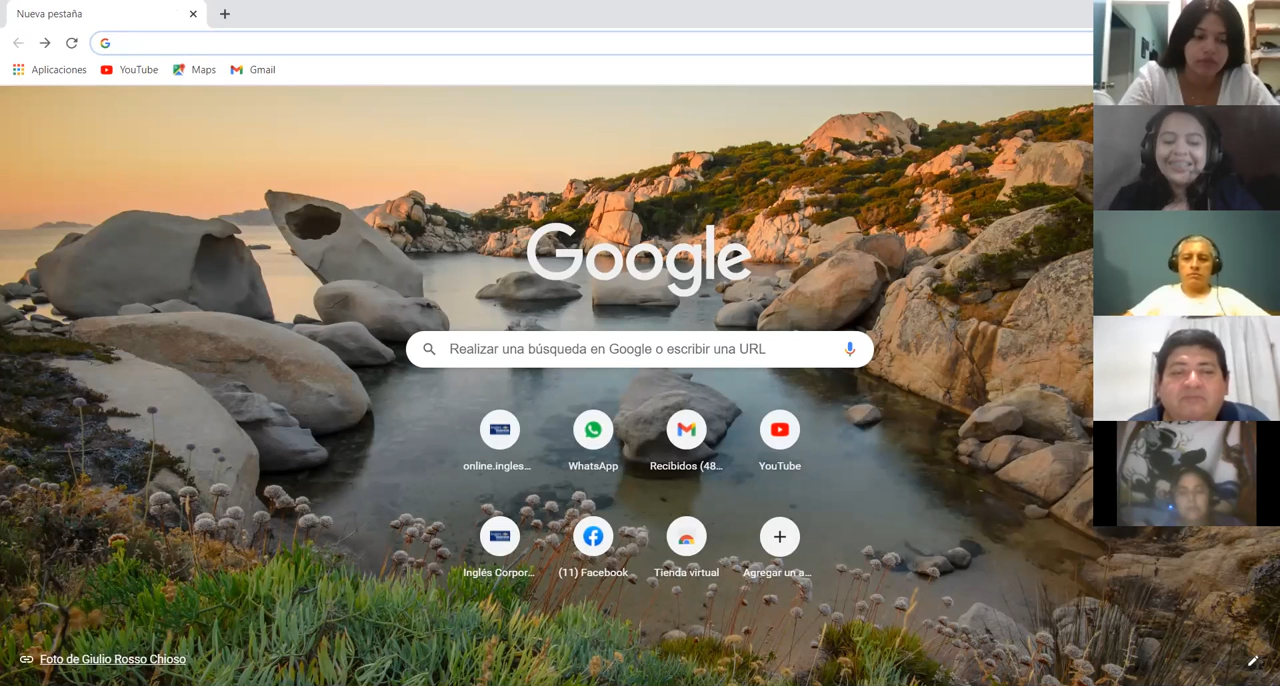 Nueva pestaña
Aplicaciones YouTube Maps Gmail
Google
Realizar una búsqueda en Google o escribir una URL
online.ingles... WhatsApp Recibidos (48... YouTube
Inglés Corpor... (11) Facebook Tienda virtual Agregar un a...
Foto de Giulio Rosso Chioso